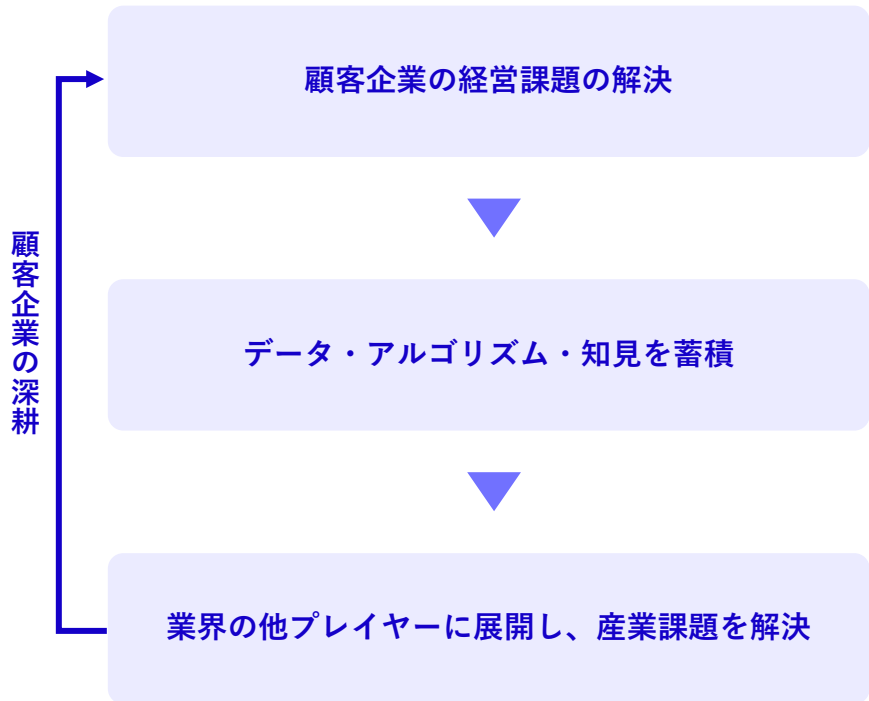 顧客企業の経営課題の解決
顧客企業の深耕
データ・アルゴリズム・知見を蓄積
業界の他プレイヤーに展開し、産業課題を解決